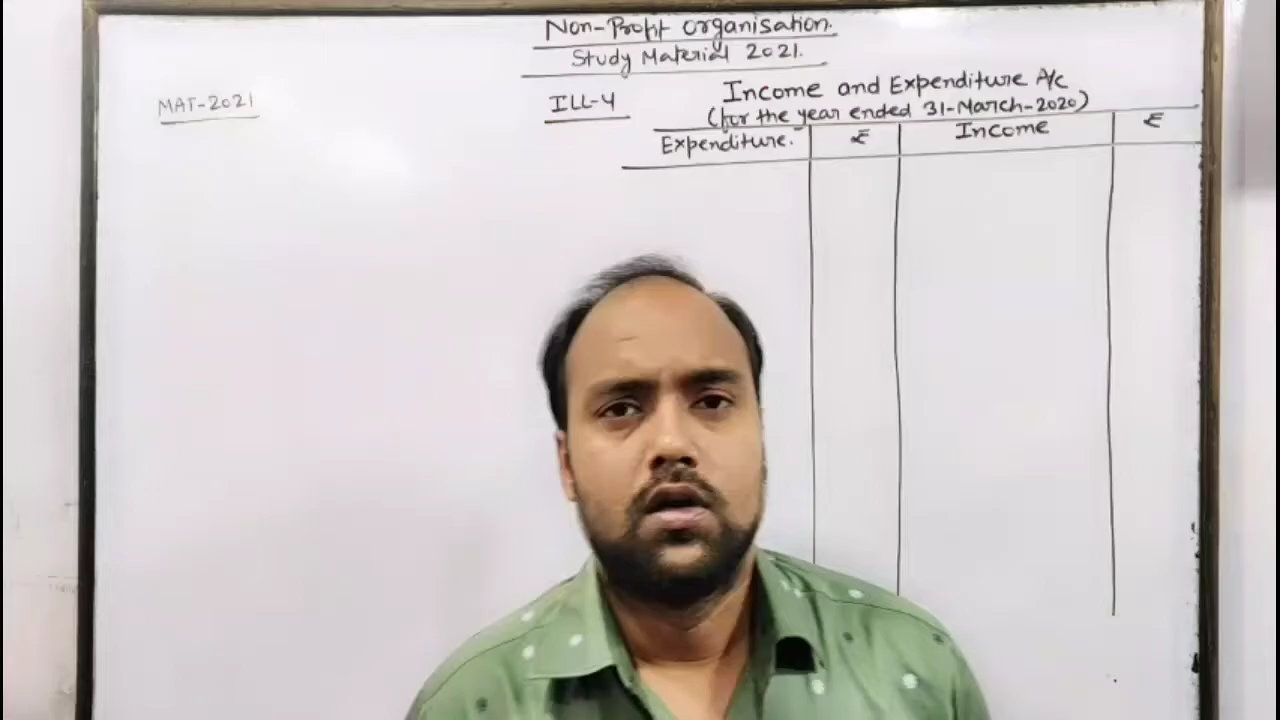 Non-Profit organisation.
Study Material 2021.
MAT-2021
ILL-4
Income and Expenditure A/c
(for the year ended 31-March-2020)
Expenditure. ₹ Income ₹